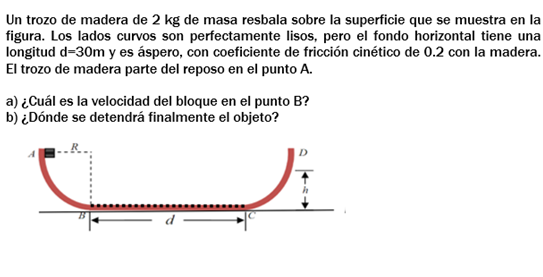 Un trozo de madera de 2 kg de masa resbala sobre la superficie que se muestra en la
figura. Los lados curvos son perfectamente lisos, pero el fondo horizontal tiene una
longitud d=30m y es áspero, con coeficiente de fricción cinético de 0.2 con la madera.
El trozo de madera parte del reposo en el punto A.
a) ¿Cuál es la velocidad del bloque en el punto B?
b) ¿Dónde se detendrá finalmente el objeto?
A R D
h
B d C